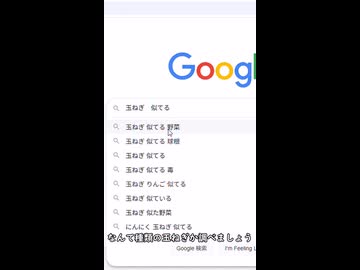 Google
玉ねぎ　似てる
玉ねぎ 似てる 野菜
玉ねぎ 似てる 球根
玉ねぎ 似てる
玉ねぎ 似てる 毒
玉ねぎ りんご 似てる
玉ねぎ 似ている
玉ねぎ 似た野菜
にんにく 玉ねぎ 似てる
なんて種類の玉ねぎか調べましょう
Google 検索 I'm Feeling L